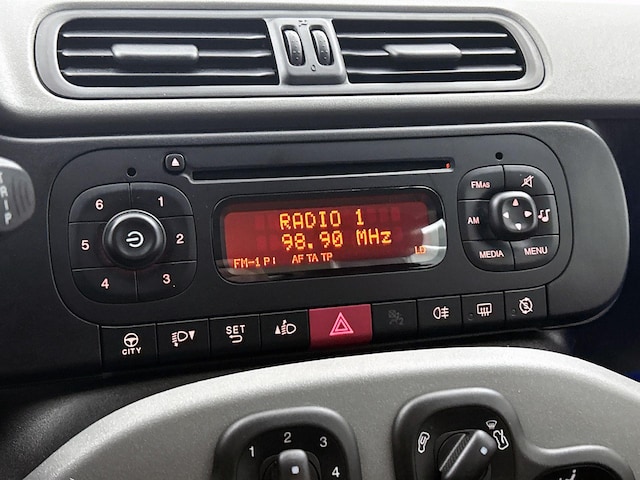 TRIP
6 1
5 2
4 3
RADIO 1
98.90 MHz
FM-1 P1 AF TA TP LO
FMAS
AM
MEDIA MENU
CITY
SET
1 2 3 4